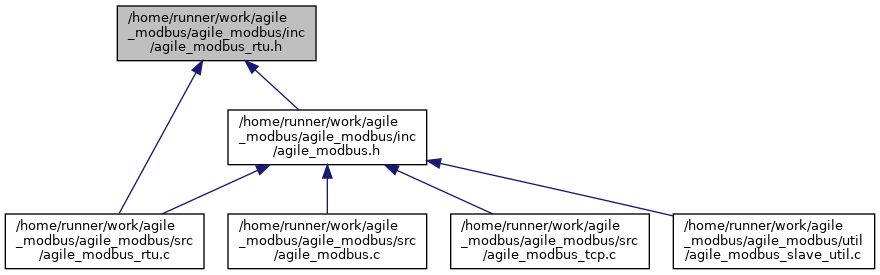 /home/runner/work/agile
_modbus/agile_modbus/inc
/agile_modbus_rtu.h
/home/runner/work/agile
_modbus/agile_modbus/inc
/agile_modbus.h
/home/runner/work/agile
_modbus/agile_modbus/src
/agile_modbus_rtu.c
/home/runner/work/agile
_modbus/agile_modbus/src
/agile_modbus.c
/home/runner/work/agile
_modbus/agile_modbus/src
/agile_modbus_tcp.c
/home/runner/work/agile
_modbus/agile_modbus/util
/agile_modbus_slave_util.c